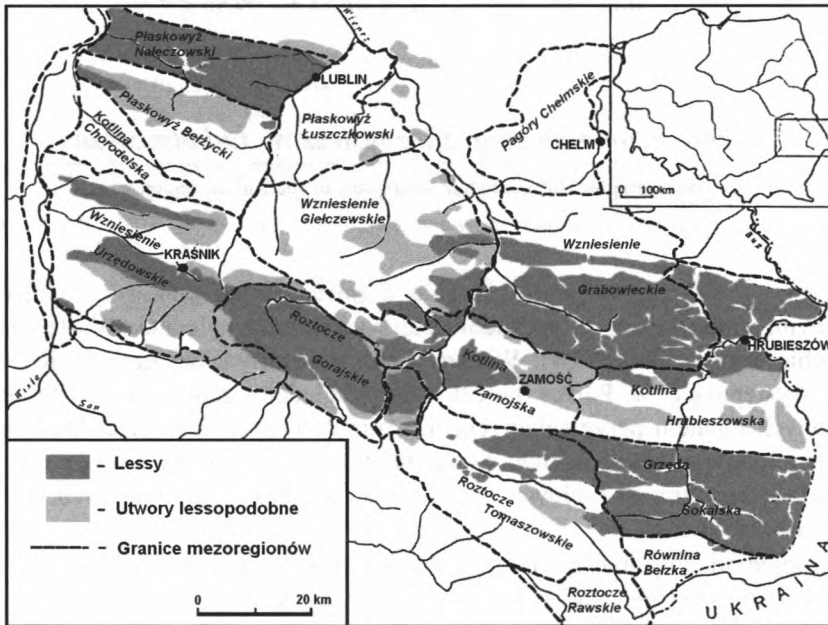 Płaskowyż
Nałęczowski
Wieprz
LUBLIN
Płaskowyż Bełżycki
Płaskowyż
Łuszczkowski
Pagóry Chełmskie
CHEŁM
0 100km
Kotlina
Chorodelska
Wzniesienie
Giełczewskie
Wzniesienie
Urzędowskie
KRAŚNIK
Wzniesienie
Grabowieckie
Bug
Roztocze
Gorajskie
HRUBIESZÓW
Kotlina
Zamojska
ZAMOŚĆ
Kotlina
Hrubieszowska
Wisła
San
Grzęda
Sokalska
Roztocze
Tomaszowskie
Równina
Bełzka
Roztocze
Rawskie
UKRAINA
- Lessy
- Utwory lessopodobne
- Granice mezoregionów
0 20 km